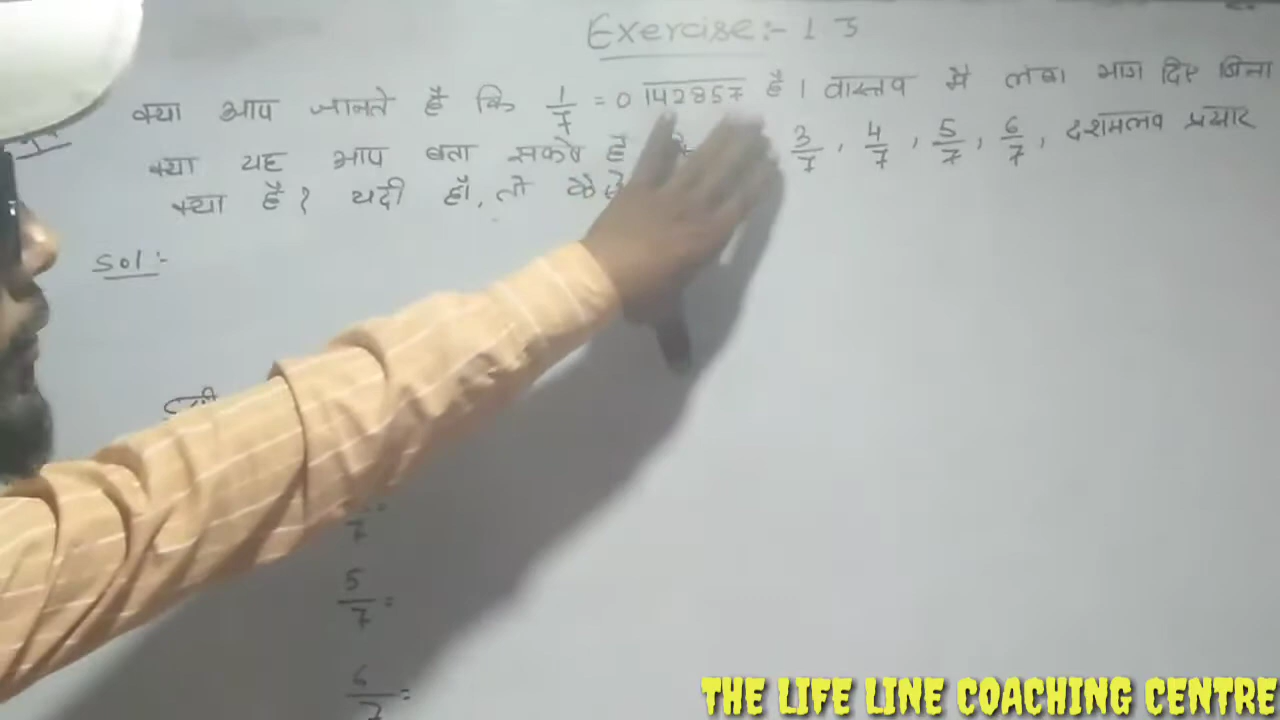 Exercise:- 1 3
क्या आप जानते है कि 1/7 = 0 142857 है। वास्तव में लंबा भाग दिए बिना
क्या यह आप बता सकते है 3/7, 4/7, 5/7, 6/7, दशमलव प्रसार
क्या है? यदी हाँ, तो कैसे
Sol:-
7
5/7 =
6/7 =
THE LIFE LINE COACHING CENTRE